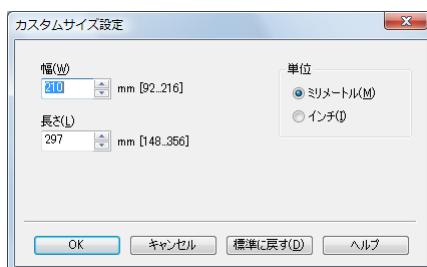 カスタムサイズ設定
幅(W)
210 mm [92..216]
長さ(L)
297 mm [148..356]
単位
ミリメートル(M)
インチ(I)
OK キャンセル 標準に戻す(D) ヘルプ